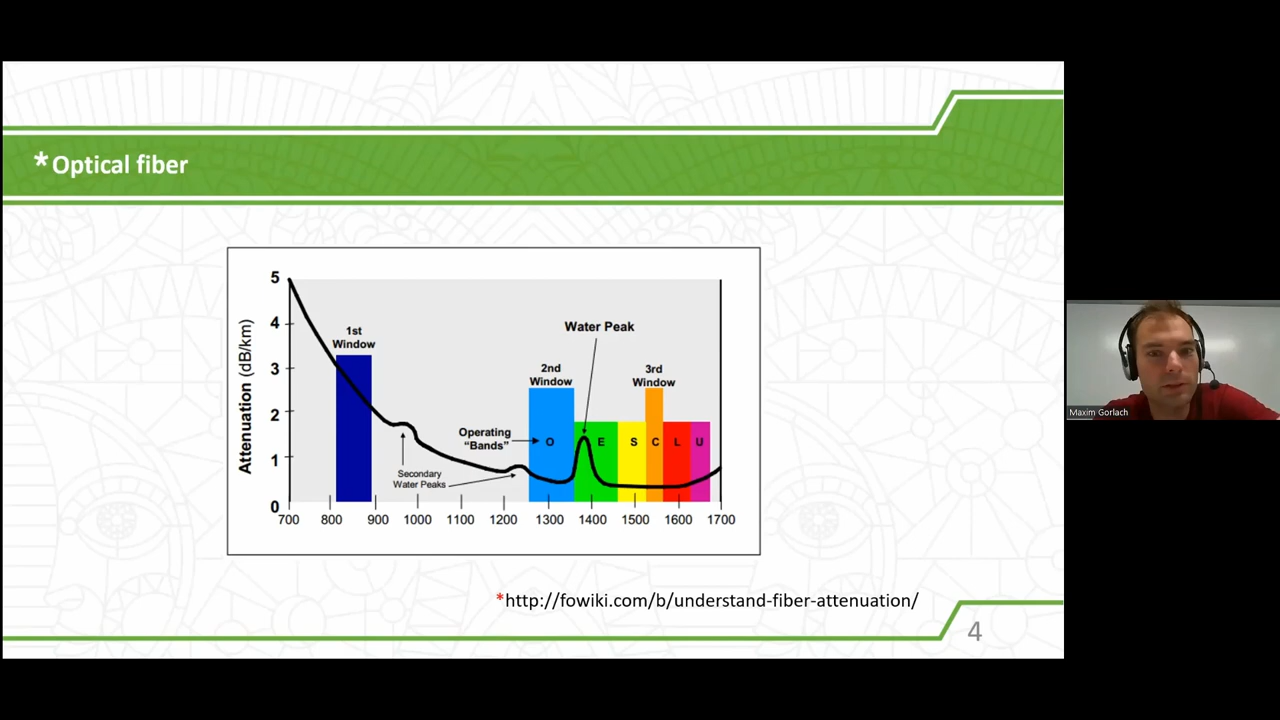 *Optical fiber
Attenuation (dB/km)
5
4
3
2
1
0
1st
Window
2nd
Window
Water Peak
3rd
Window
Operating
"Bands"
Secondary
Water Peaks
O
E
S
C
L
U
700
800
900
1000
1100
1200
1300
1400
1500
1600
1700
*http://fowiki.com/b/understand-fiber-attenuation/
4
Maxim Gorlach